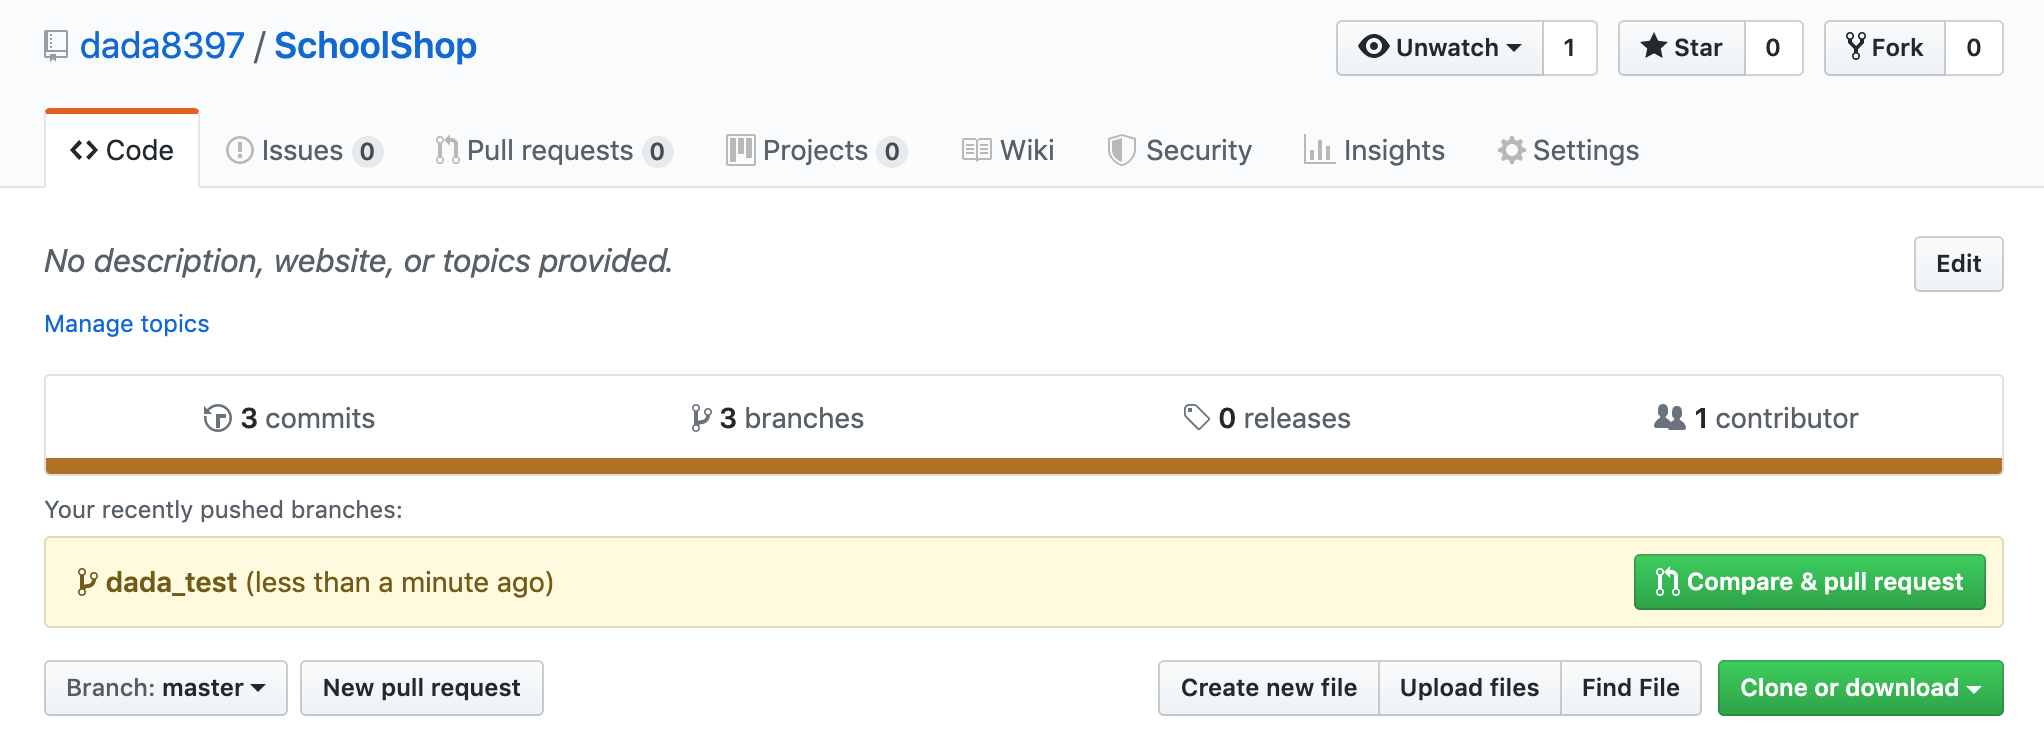 dada8397 / SchoolShop
Unwatch 1 Star 0 Fork 0
Code Issues 0 Pull requests 0 Projects 0 Wiki Security Insights Settings
No description, website, or topics provided. Edit
Manage topics
3 commits 3 branches 0 releases 1 contributor
Your recently pushed branches:
dada_test (less than a minute ago) Compare & pull request
Branch: master New pull request Create new file Upload files Find File Clone or download